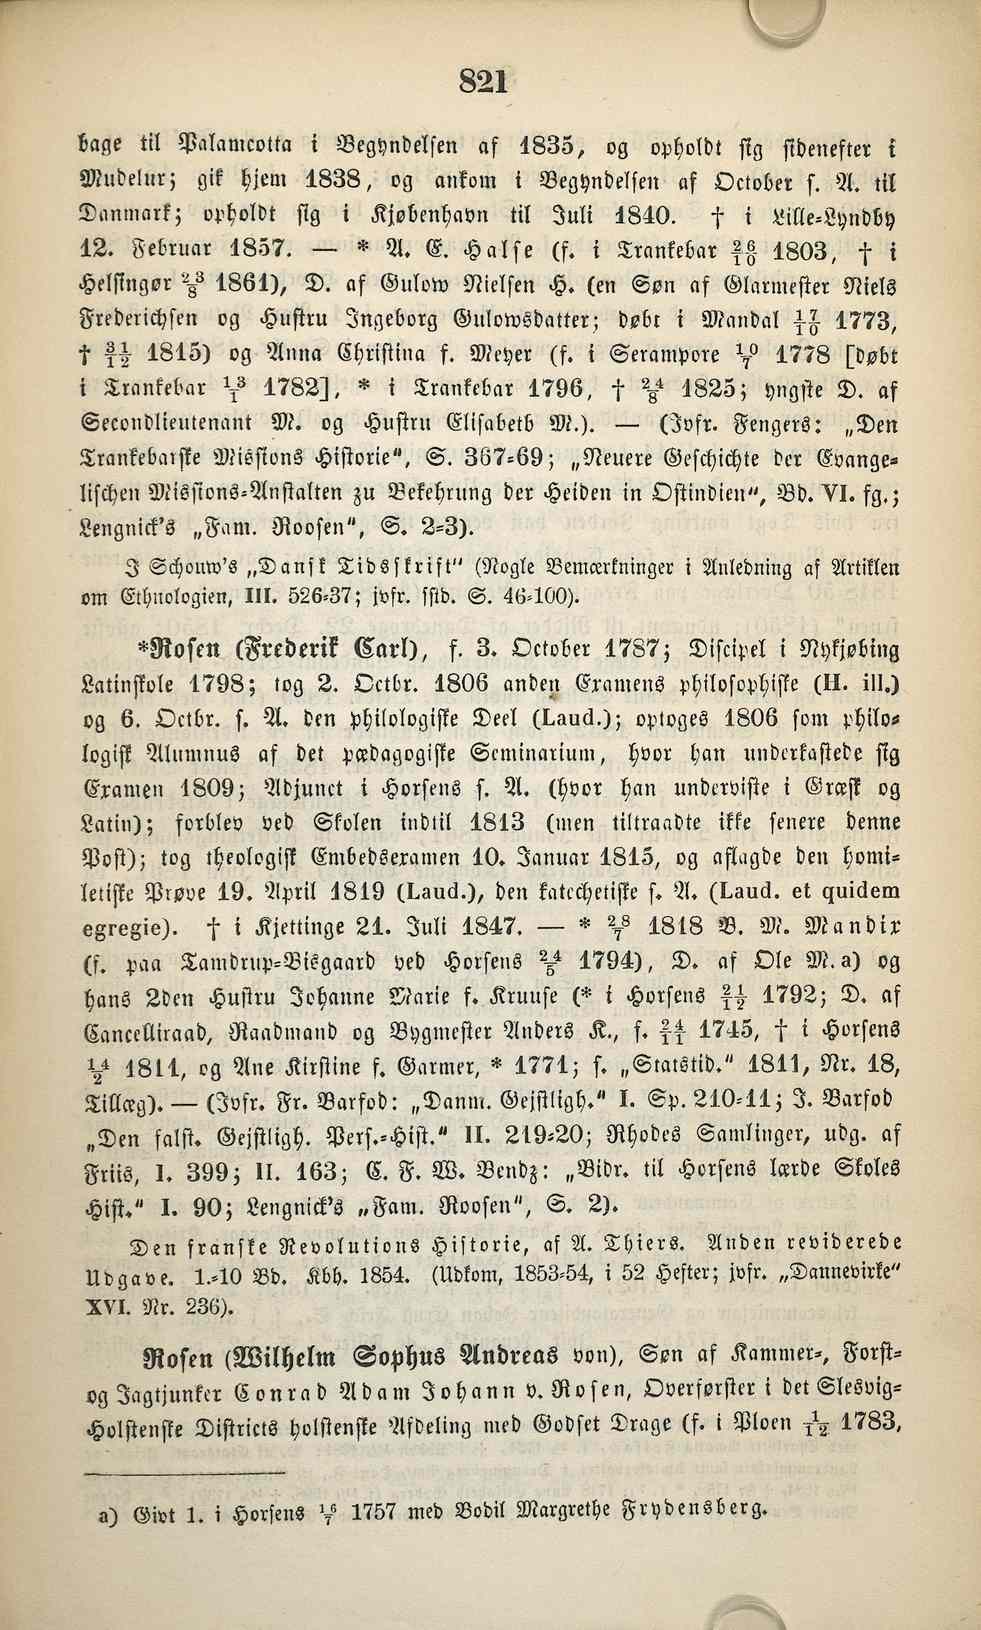 821
bage til Palamcotta i Begyndelsen af 1835, og opholdt sig sidenefter i
Mudelur; gik hjem 1838, og ankom i Begyndelsen af October s. A. til
Danmark; opholdt sig i Kjøbenhavn til Juli 1840. † i Lille-Lyndby
12. Februar 1857. — * A. E. Halse (f. i Trankebar 26/10 1803, † i
Helsingør 23/8 1861), D. af Gulow Nielsen H. (en Søn af Glarmester Niels
Frederichsen og Hustru Ingeborg Gulowsdatter; døbt i Mandal 17/10 1773,
† 31/12 1815) og Anna Christina f. Meyer (f. i Serampore 10/7 1778 [døbt
i Trankebar 13/1 1782], * i Trankebar 1796, † 24/8 1825; yngste D. af
Secondlieutenant M. og Hustru Elisabeth M.). — (Jvfr. Fengers: „Den
Trankebarske Missions Historie", S. 367-69; „Neuere Geschichte der Evange-
lischen Missions-Anstalten zu Bekehrung der Heiden in Ostindien", Bd. VI. fg.;
Lengnick's „Fam. Roosen", S. 2-3).
I Schouw's „Dansk Tidsskrift" (Nogle Bemærkninger i Anledning af Artiklen
om Ethnologien, III. 526-37; jvfr. sstd. S. 46-100).
*Rosen (Frederik Carl), f. 3. October 1787; Discipel i Nykjøbing
Latinskole 1798; tog 2. Octbr. 1806 anden Examens philosophiske (H. ill.)
og 6. Octbr. s. A. den philologiske Deel (Laud.); optoges 1806 som philo-
logisk Alumnus af det pædagogiske Seminarium, hvor han underkastede sig
Examen 1809; Adjunct i Horsens s. A. (hvor han underviste i Græsk og
Latin); forblev ved Skolen indtil 1813 (men tiltraadte ikke senere denne
Post); tog theologisk Embedsexamen 10. Januar 1815, og aflagde den homi-
letiske Prøve 19. April 1819 (Laud.), den katechetiske s. A. (Laud. et quidem
egregie). † i Kjettinge 21. Juli 1847. — * 28/7 1818 B. M. Mandix
(f. paa Tamdrup-Bisgaard ved Horsens 24/5 1794), D. af Ole M. a) og
hans 2den Hustru Johanne Marie f. Kruuse (* i Horsens 21/12 1792; D. af
Cancelliraad, Raadmand og Bygmester Anders K., f. 24/11 1745, † i Horsens
14/2 1811, og Ane Kirstine f. Garmer, * 1771; s. „Statstid." 1811, Nr. 18,
Tillæg). — (Jvfr. Fr. Barfod: „Danm. Gejstligh." I. Sp. 210-11; J. Barfod
„Den falst. Gejstligh. Pers.-Hist." II. 219-20; Rhodes Samlinger, udg. af
Friis, I. 399; II. 163; C. F. W. Bendz: „Bidr. til Horsens lærde Skoles
Hist." I. 90; Lengnick's „Fam. Roosen", S. 2).
Den franske Revolutions Historie, af A. Thiers. Anden reviderede
Udgave. 1.-10 Bd. Kbh. 1854. (Udkom, 1853-54, i 52 Hefter; jvfr. „Dannevirke"
XVI. Nr. 236).
Rosen (Wilhelm Sophus Andreas von), Søn af Kammer-, Forst-
og Jagtjunker Conrad Adam Johann v. Rosen, Overførster i det Slesvig-
Holstenske Districts holstenske Afdeling med Godset Drage (f. i Ploen 1/12 1783,
a) Givt 1. i Horsens 16/7 1757 med Bodil Margrethe Frydensberg.